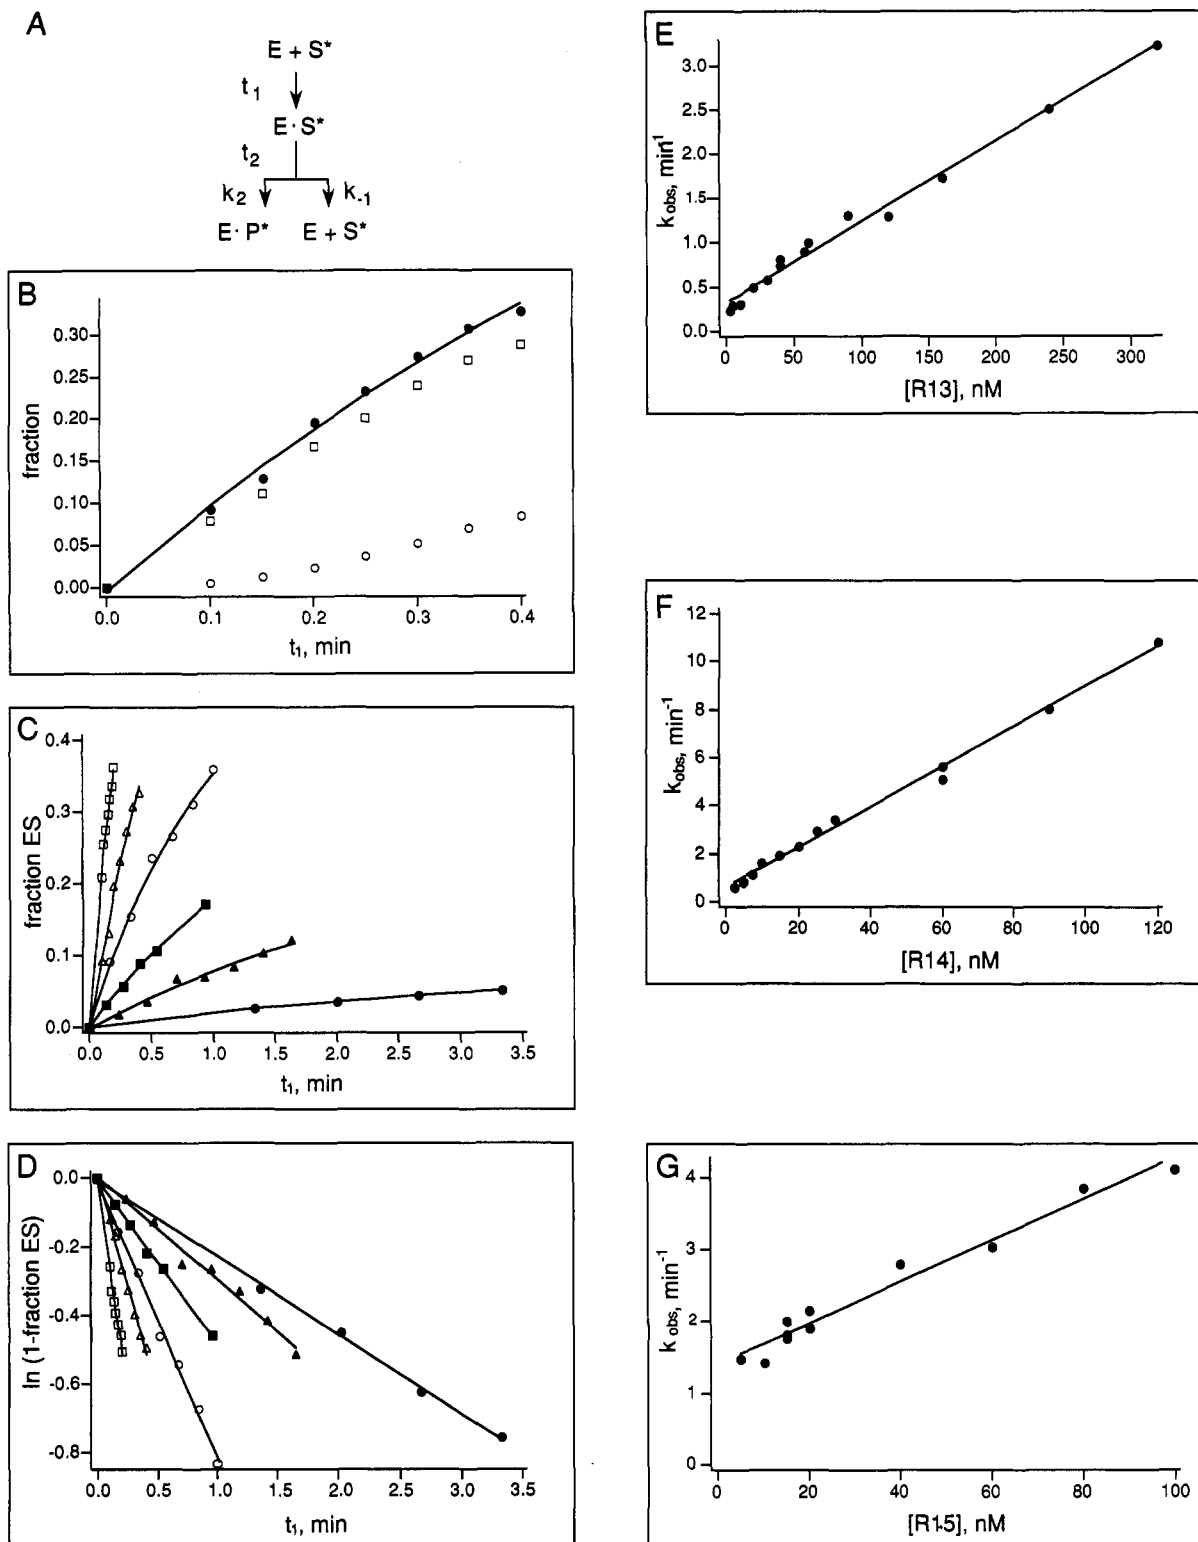 A
E + S*
t₁
E · S*
t₂
k₂ k₋₁
E · P* E + S*
B
fraction
0.30
0.25
0.20
0.15
0.10
0.05
0.00
0.0 0.1 0.2 0.3 0.4
t₁, min
C
fraction ES
0.4
0.3
0.2
0.1
0.0
0.0 0.5 1.0 1.5 2.0 2.5 3.0 3.5
t₁, min
D
ln (1-fraction ES)
0.0
-0.2
-0.4
-0.6
-0.8
0.0 0.5 1.0 1.5 2.0 2.5 3.0 3.5
t₁, min
E
k obs, min¹
3.0
2.5
2.0
1.5
1.0
0.5
0.0
0 50 100 150 200 250 300
[R13], nM
F
k obs, min⁻¹
12
10
8
6
4
2
0
0 20 40 60 80 100 120
[R14], nM
G
k obs, min⁻¹
4
3
2
1
0
0 20 40 60 80 100
[R15], nM